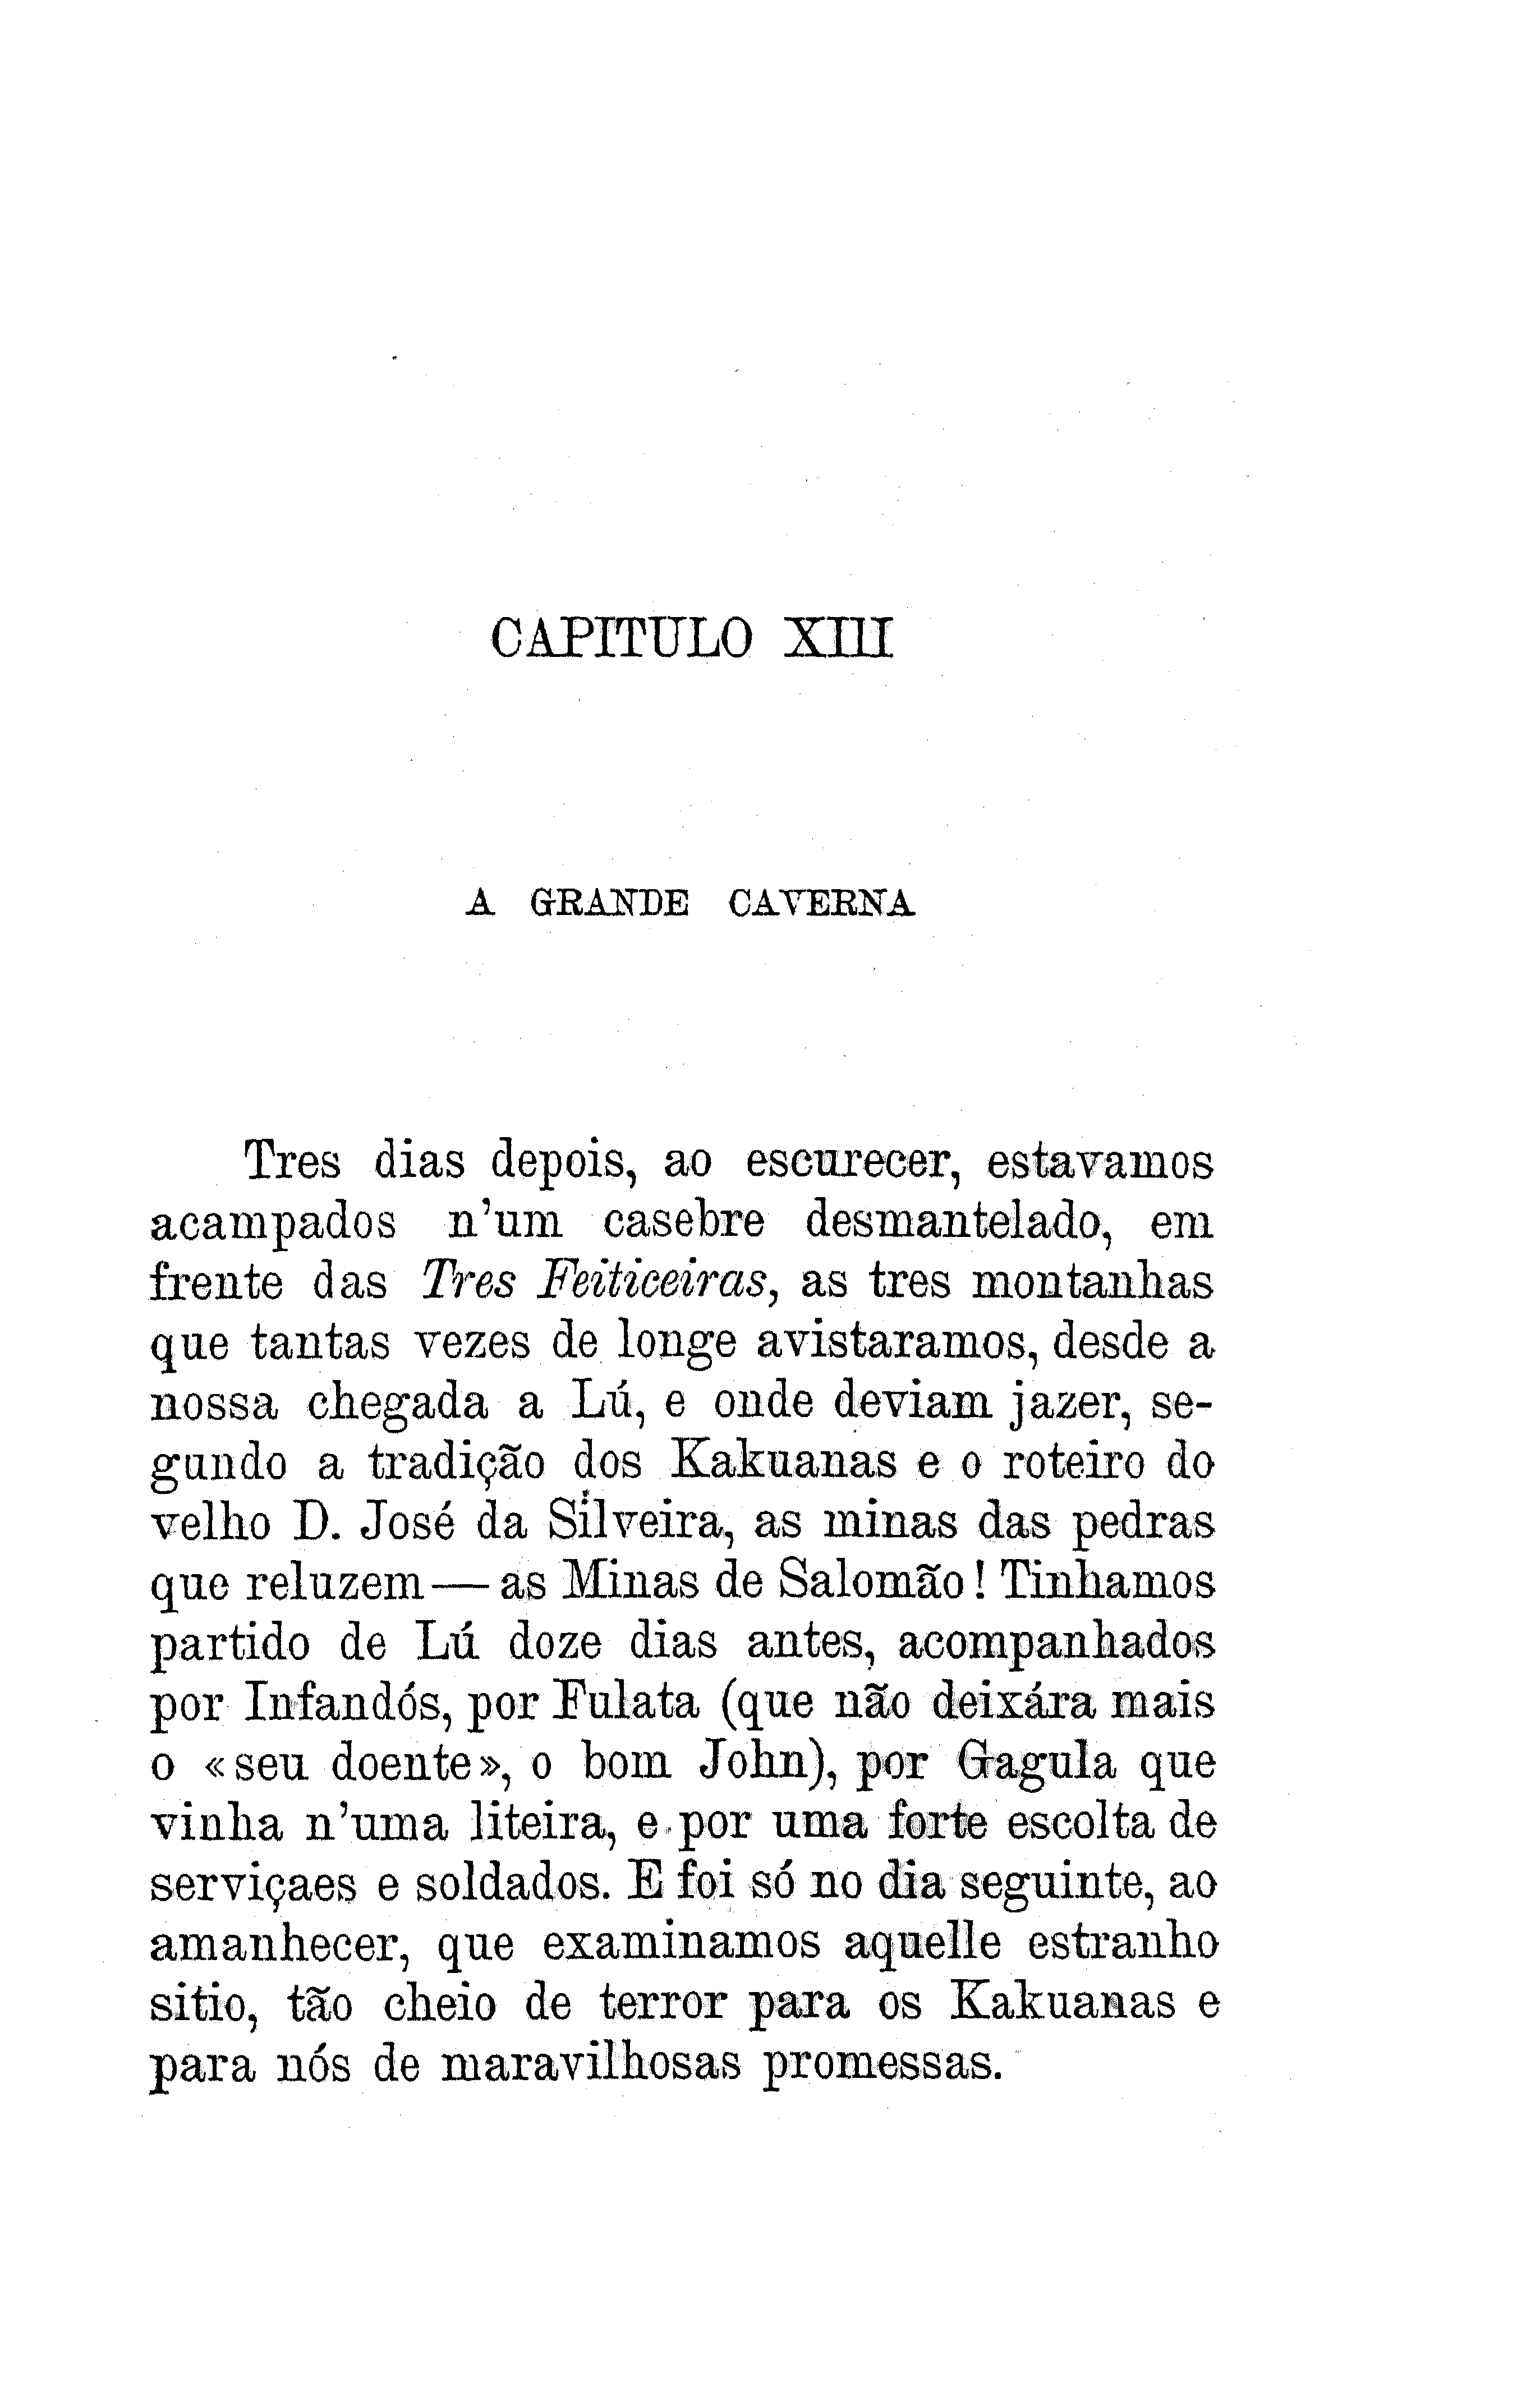 CAPITULO XIII
A GRANDE CAVERNA
Tres dias depois, ao escurecer, estavamos
acampados n'um casebre desmantelado, em
frente das Tres Feiticeiras, as tres montanhas
que tantas vezes de longe avistaramos, desde a
nossa chegada a Lú, e onde deviam jazer, se-
gundo a tradição dos Kakuanas e o roteiro do
velho D. José da Silveira, as minas das pedras
que reluzem—as Minas de Salomão! Tinhamos
partido de Lú doze dias antes, acompanhados
por Infandós, por Fulata (que não deixára mais
o «seu doente», o bom John), por Gagula que
vinha n'uma liteira, e por uma forte escolta de
serviçaes e soldados. E foi só no dia seguinte, ao
amanhecer, que examinamos aquelle estranho
sitio, tão cheio de terror para os Kakuanas e
para nós de maravilhosas promessas.